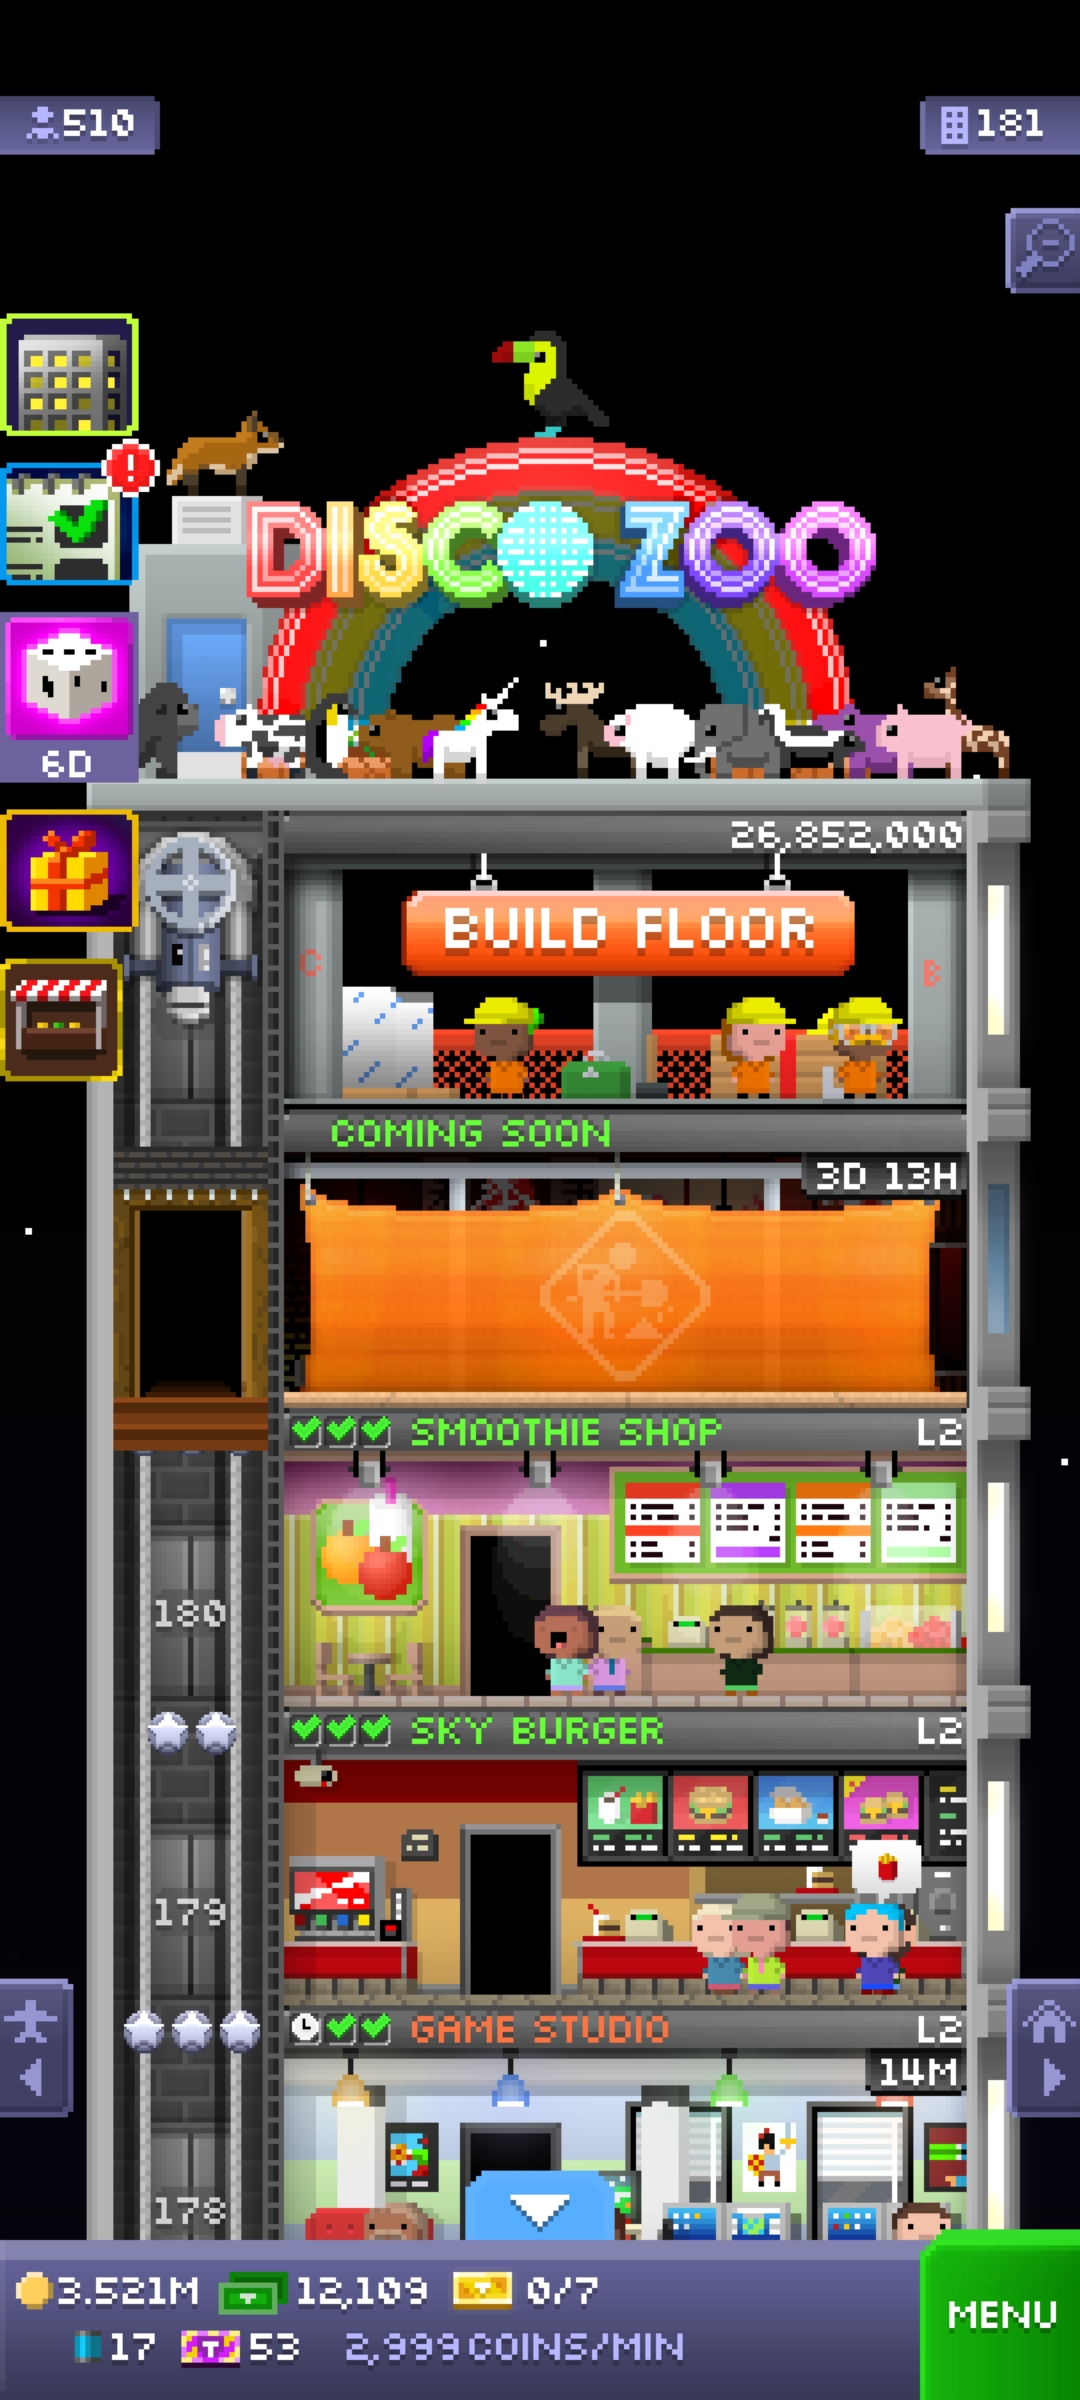 510
181
DISCO ZOO
6D
26,852,000
BUILD FLOOR
C
B
COMING SOON
3D 13H
SMOOTHIE SHOP L2
180
SKY BURGER L2
179
GAME STUDIO L2
14M
178
3.521M 12,109 0/7
17 53 2,999 COINS/MIN
MENU